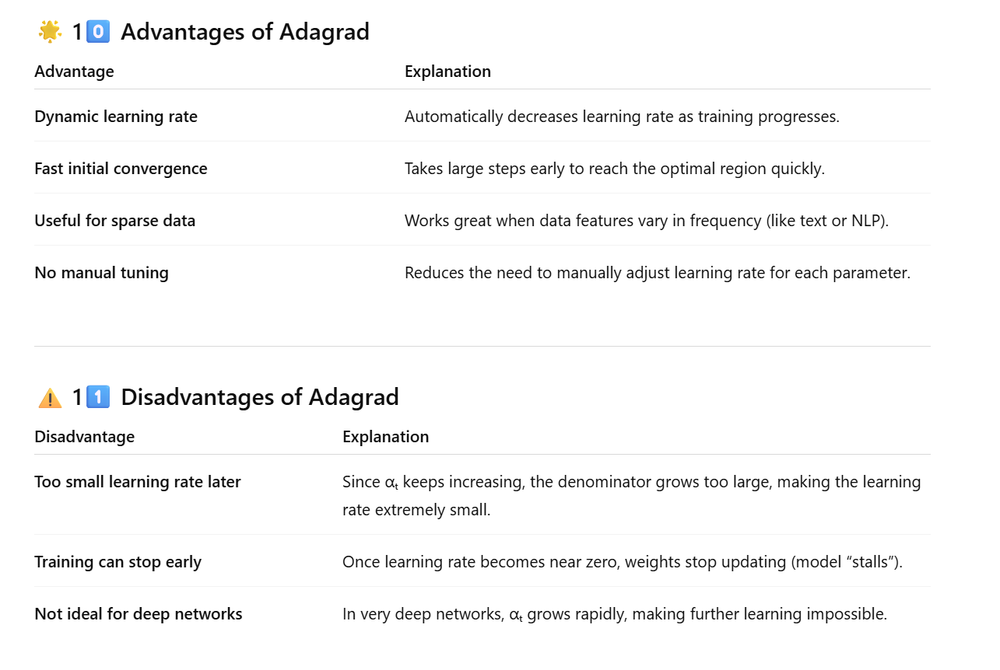 🌟 1️0️⃣ Advantages of Adagrad
Advantage Explanation
Dynamic learning rate Automatically decreases learning rate as training progresses.
Fast initial convergence Takes large steps early to reach the optimal region quickly.
Useful for sparse data Works great when data features vary in frequency (like text or NLP).
No manual tuning Reduces the need to manually adjust learning rate for each parameter.
⚠️ 11️⃣ Disadvantages of Adagrad
Disadvantage Explanation
Too small learning rate later Since αₜ keeps increasing, the denominator grows too large, making the learning
rate extremely small.
Training can stop early Once learning rate becomes near zero, weights stop updating (model “stalls”).
Not ideal for deep networks In very deep networks, αₜ grows rapidly, making further learning impossible.